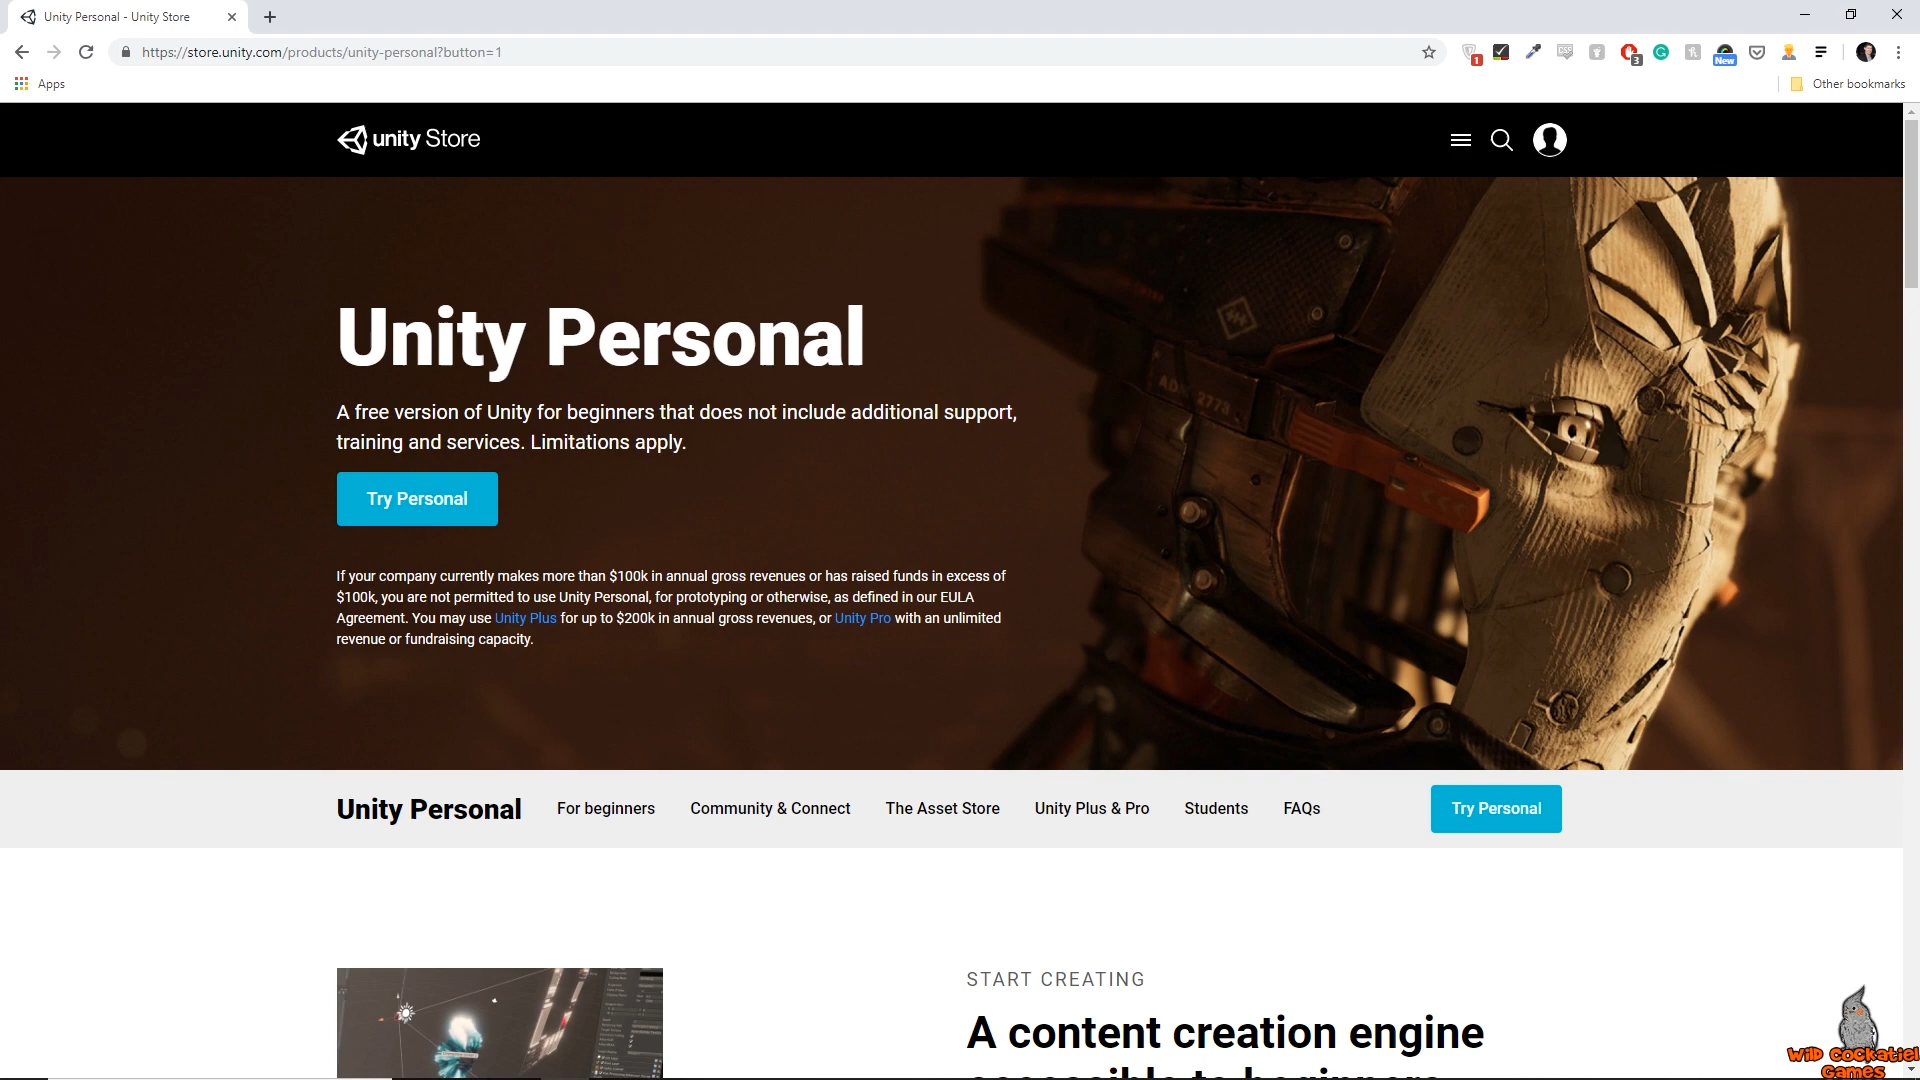 Unity Personal - Unity Store
https://store.unity.com/products/unity-personal?button=1
1
CSS
3
New
Apps
Other bookmarks
unity Store
Unity Personal
A free version of Unity for beginners that does not include additional support,
training and services. Limitations apply.
Try Personal
If your company currently makes more than $100k in annual gross revenues or has raised funds in excess of
$100k, you are not permitted to use Unity Personal, for prototyping or otherwise, as defined in our EULA
Agreement. You may use Unity Plus for up to $200k in annual gross revenues, or Unity Pro with an unlimited
revenue or fundraising capacity.
Unity Personal
For beginners
Community & Connect
The Asset Store
Unity Plus & Pro
Students
FAQs
Try Personal
START CREATING
A content creation engine
accessible to beginners
Wild Cockatiel
Games